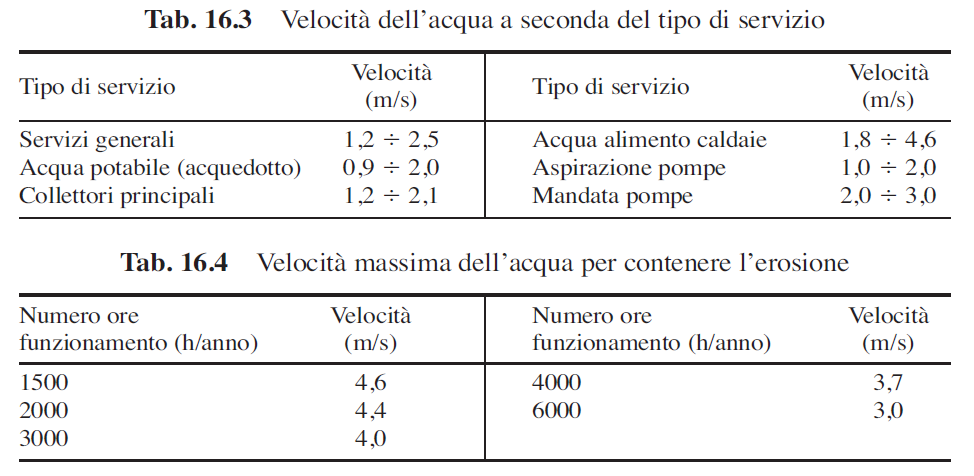 Tab. 16.3 Velocità dell'acqua a seconda del tipo di servizio
Tipo di servizio Velocità (m/s) Tipo di servizio Velocità (m/s)
Servizi generali 1,2 ÷ 2,5 Acqua alimento caldaie 1,8 ÷ 4,6
Acqua potabile (acquedotto) 0,9 ÷ 2,0 Aspirazione pompe 1,0 ÷ 2,0
Collettori principali 1,2 ÷ 2,1 Mandata pompe 2,0 ÷ 3,0
Tab. 16.4 Velocità massima dell'acqua per contenere l'erosione
Numero ore Velocità Numero ore Velocità
funzionamento (h/anno) (m/s) funzionamento (h/anno) (m/s)
1500 4,6 4000 3,7
2000 4,4 6000 3,0
3000 4,0